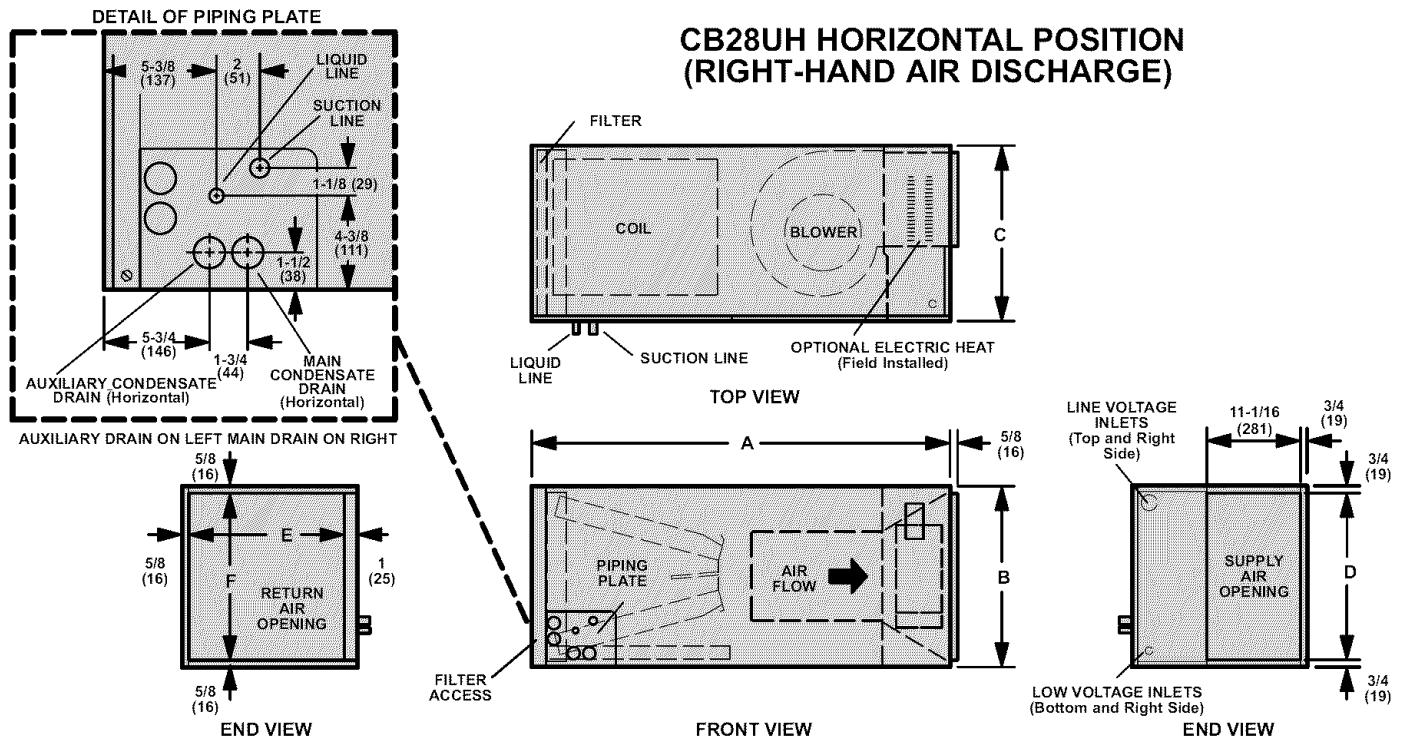 DETAIL OF PIPING PLATE
CB28UH HORIZONTAL POSITION
(RIGHT-HAND AIR DISCHARGE)
5-3/8
(137)
2
(51)
LIQUID
LINE
SUCTION
LINE
1-1/8 (29)
4-3/8
(111)
1-1/2
(38)
5-3/4
(146)
1-3/4
(44)
AUXILIARY CONDENSATE
DRAIN (Horizontal)
MAIN
CONDENSATE
DRAIN
(Horizontal)
AUXILIARY DRAIN ON LEFT MAIN DRAIN ON RIGHT
FILTER
COIL
BLOWER
C
LIQUID
LINE
SUCTION LINE
OPTIONAL ELECTRIC HEAT
(Field Installed)
TOP VIEW
5/8
(16)
5/8
(16)
E
F
1
(25)
RETURN
AIR
OPENING
5/8
(16)
END VIEW
A
5/8
(16)
PIPING
PLATE
AIR
FLOW
B
FILTER
ACCESS
FRONT VIEW
LINE VOLTAGE
INLETS
(Top and Right
Side)
11-1/16
(281)
3/4
(19)
3/4
(19)
SUPPLY
AIR
OPENING
D
3/4
(19)
LOW VOLTAGE INLETS
(Bottom and Right Side)
END VIEW